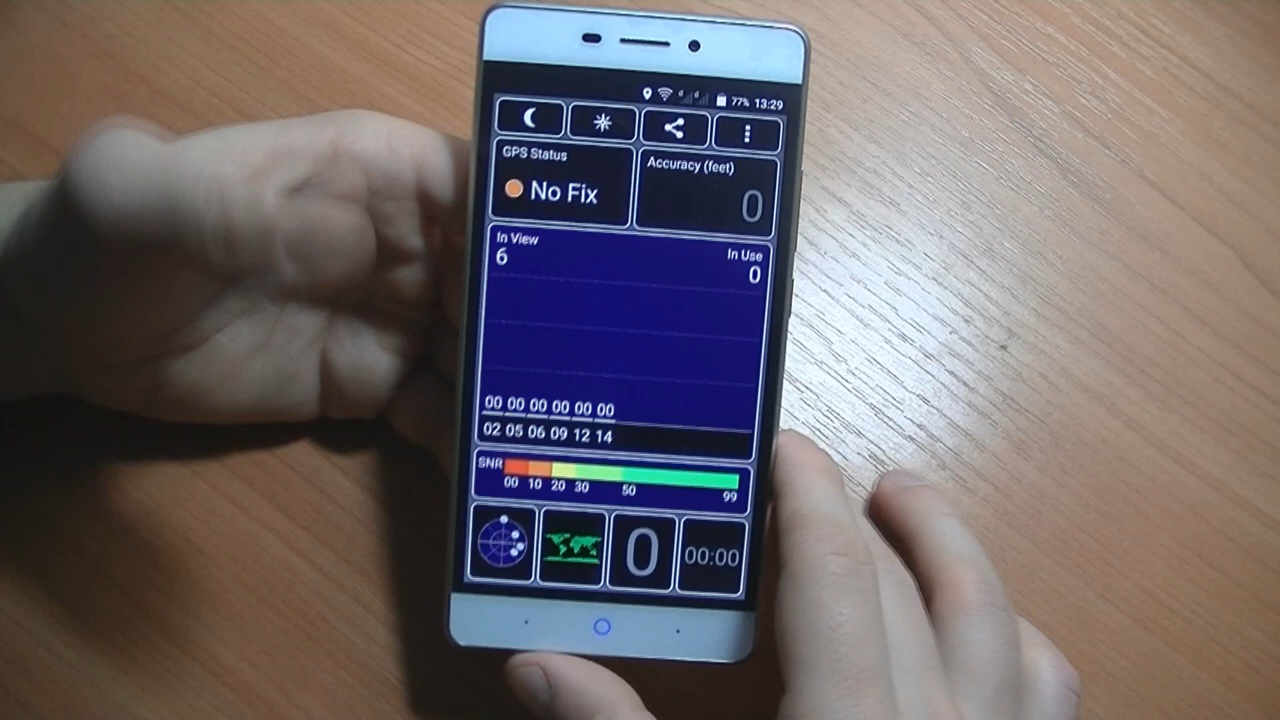 77% 13:29
GPS Status
No Fix
Accuracy (feet)
0
In View
6
In Use
0
00 00 00 00 00 00
02 05 06 09 12 14
SNR
00 10 20 30 50 99
0
00:00